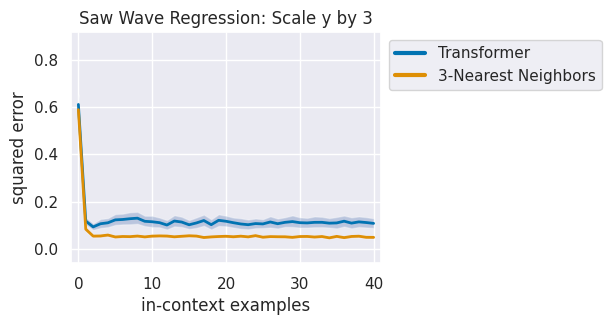 Saw Wave Regression: Scale y by 3
Transformer
3-Nearest Neighbors
squared error
0.8
0.6
0.4
0.2
0.0
0 10 20 30 40
in-context examples